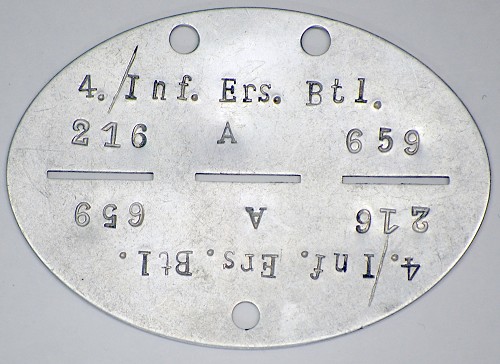 4./Inf. Ers. Btl.
216 A 659
4./Inf. Ers. Btl.
216 A 659